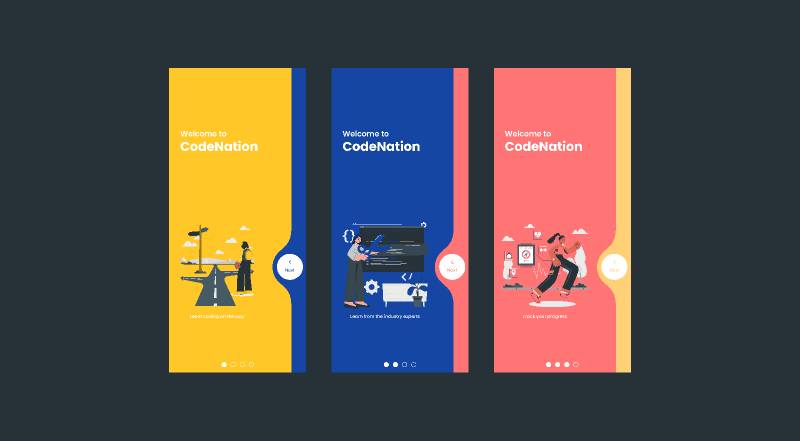 Welcome to
CodeNation
Next
Learn coding on the way
Welcome to
CodeNation
Next
Learn from the industry experts
Welcome to
CodeNation
Track your progress